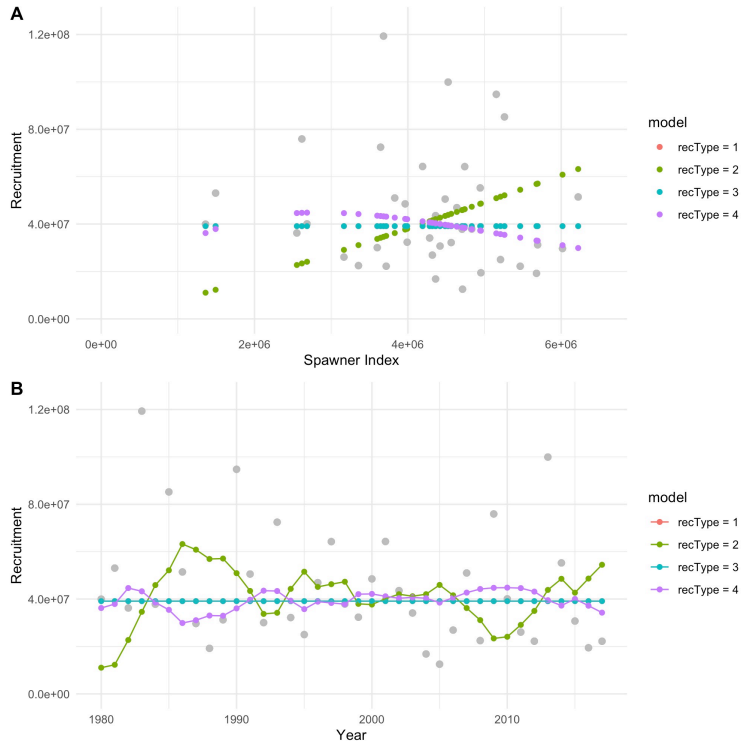 A
1.2e+08
8.0e+07
4.0e+07
0.0e+00
Recruitment
0e+00 2e+06 4e+06 6e+06
Spawner Index
model
recType = 1
recType = 2
recType = 3
recType = 4
B
1.2e+08
8.0e+07
4.0e+07
0.0e+00
Recruitment
1980 1990 2000 2010
Year
model
recType = 1
recType = 2
recType = 3
recType = 4